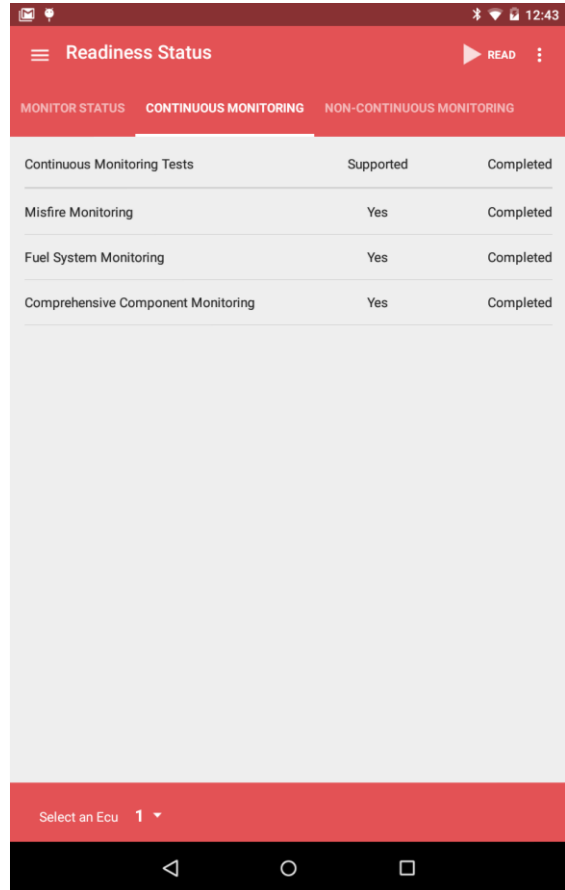 12:43
Readiness Status READ
MONITOR STATUS CONTINUOUS MONITORING NON-CONTINUOUS MONITORING
Continuous Monitoring Tests Supported Completed
Misfire Monitoring Yes Completed
Fuel System Monitoring Yes Completed
Comprehensive Component Monitoring Yes Completed
Select an Ecu 1